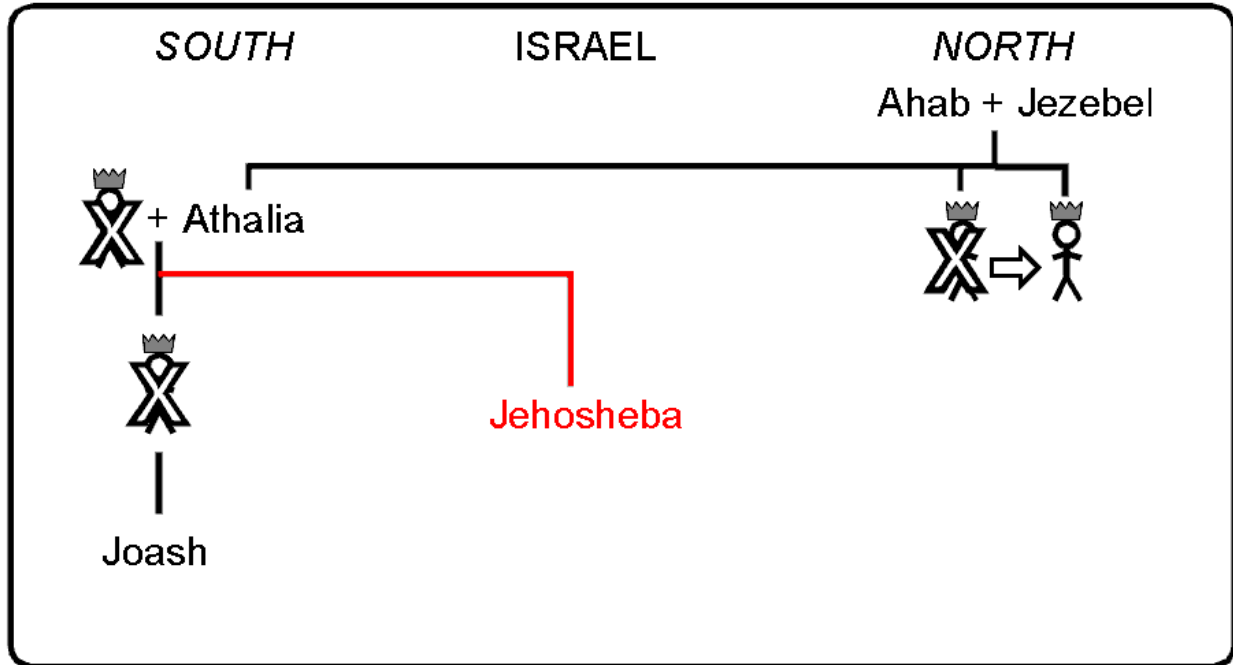 SOUTH ISRAEL NORTH
Ahab + Jezebel
+ Athalia
Jehosheba
Joash